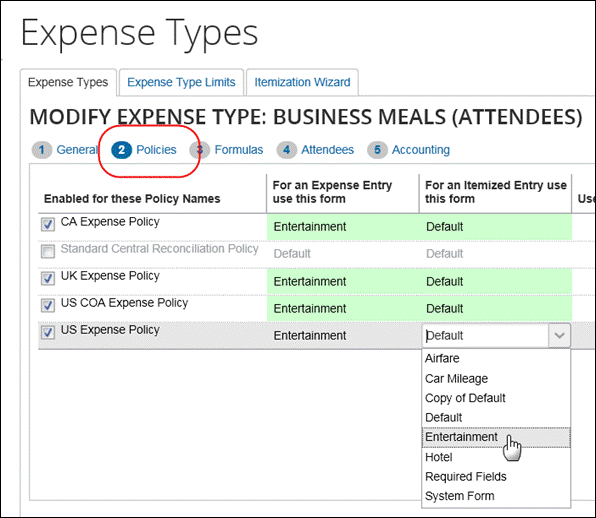 Expense Types
Expense Types Expense Type Limits Itemization Wizard
MODIFY EXPENSE TYPE: BUSINESS MEALS (ATTENDEES)
1 General 2 Policies 3 Formulas 4 Attendees 5 Accounting
Enabled for these Policy Names
For an Expense Entry
use this form
For an Itemized Entry use
this form
Use
CA Expense Policy Entertainment Default
Standard Central Reconciliation Policy Default Default
UK Expense Policy Entertainment Default
US COA Expense Policy Entertainment Default
US Expense Policy Entertainment Default
Airfare
Car Mileage
Copy of Default
Default
Entertainment
Hotel
Required Fields
System Form